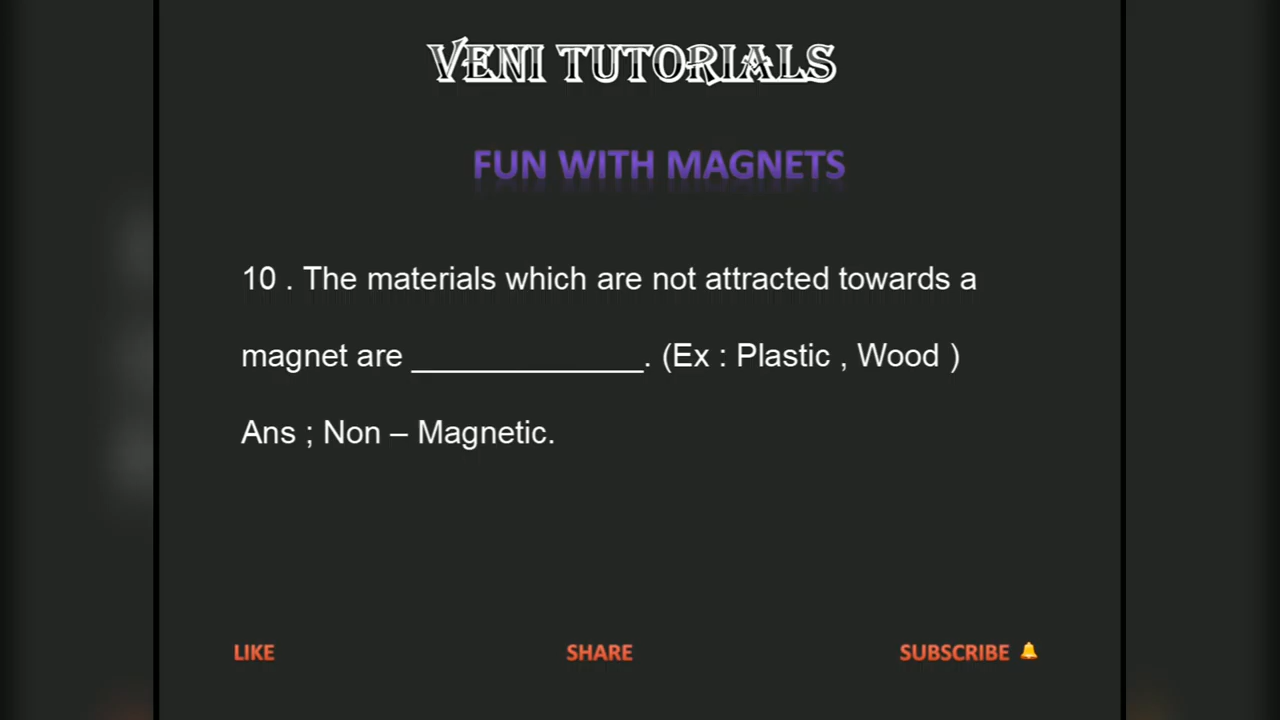 VENI TUTORIALS
FUN WITH MAGNETS
10 . The materials which are not attracted towards a
magnet are _____________. (Ex : Plastic , Wood )
Ans ; Non – Magnetic.
LIKE SHARE SUBSCRIBE